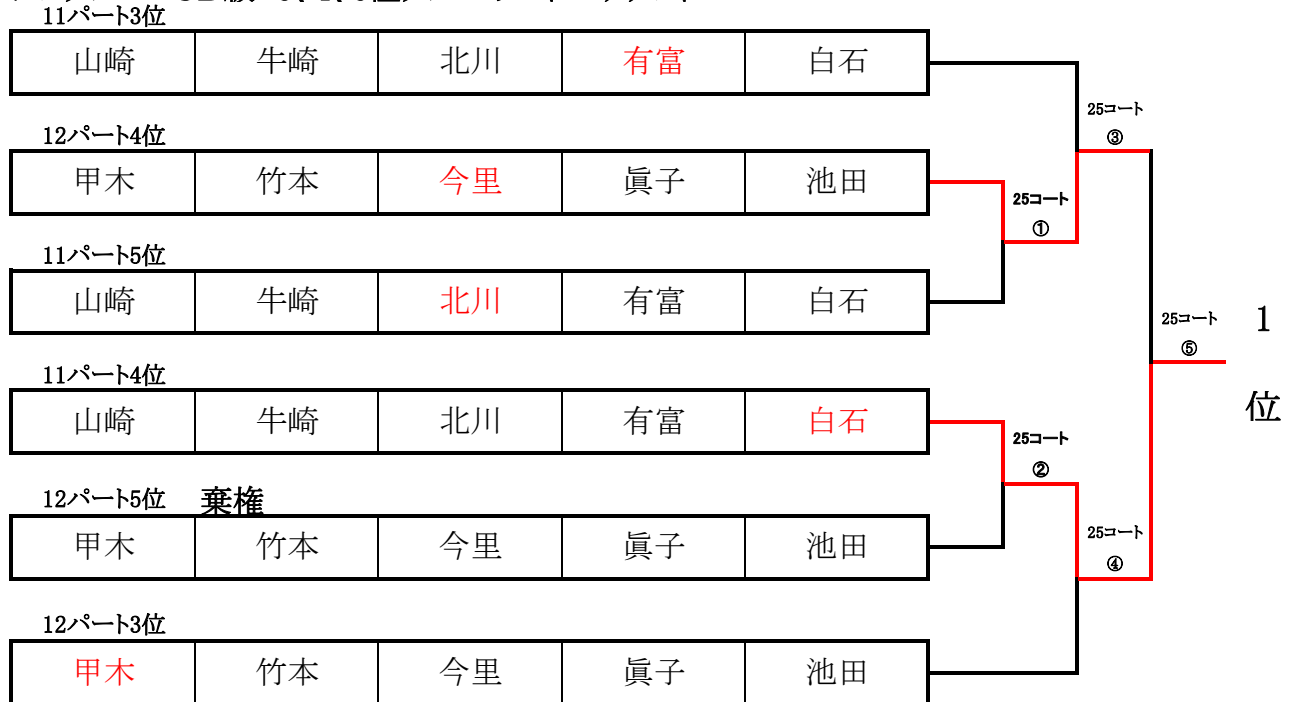 11パート3位
山崎 牛崎 北川 有富 白石
25コート
③
12パート4位
甲木 竹本 今里 眞子 池田
25コート
①
11パート5位
山崎 牛崎 北川 有富 白石
25コート
⑤
1位
11パート4位
山崎 牛崎 北川 有富 白石
25コート
②
12パート5位 棄権
甲木 竹本 今里 眞子 池田
25コート
④
12パート3位
甲木 竹本 今里 眞子 池田